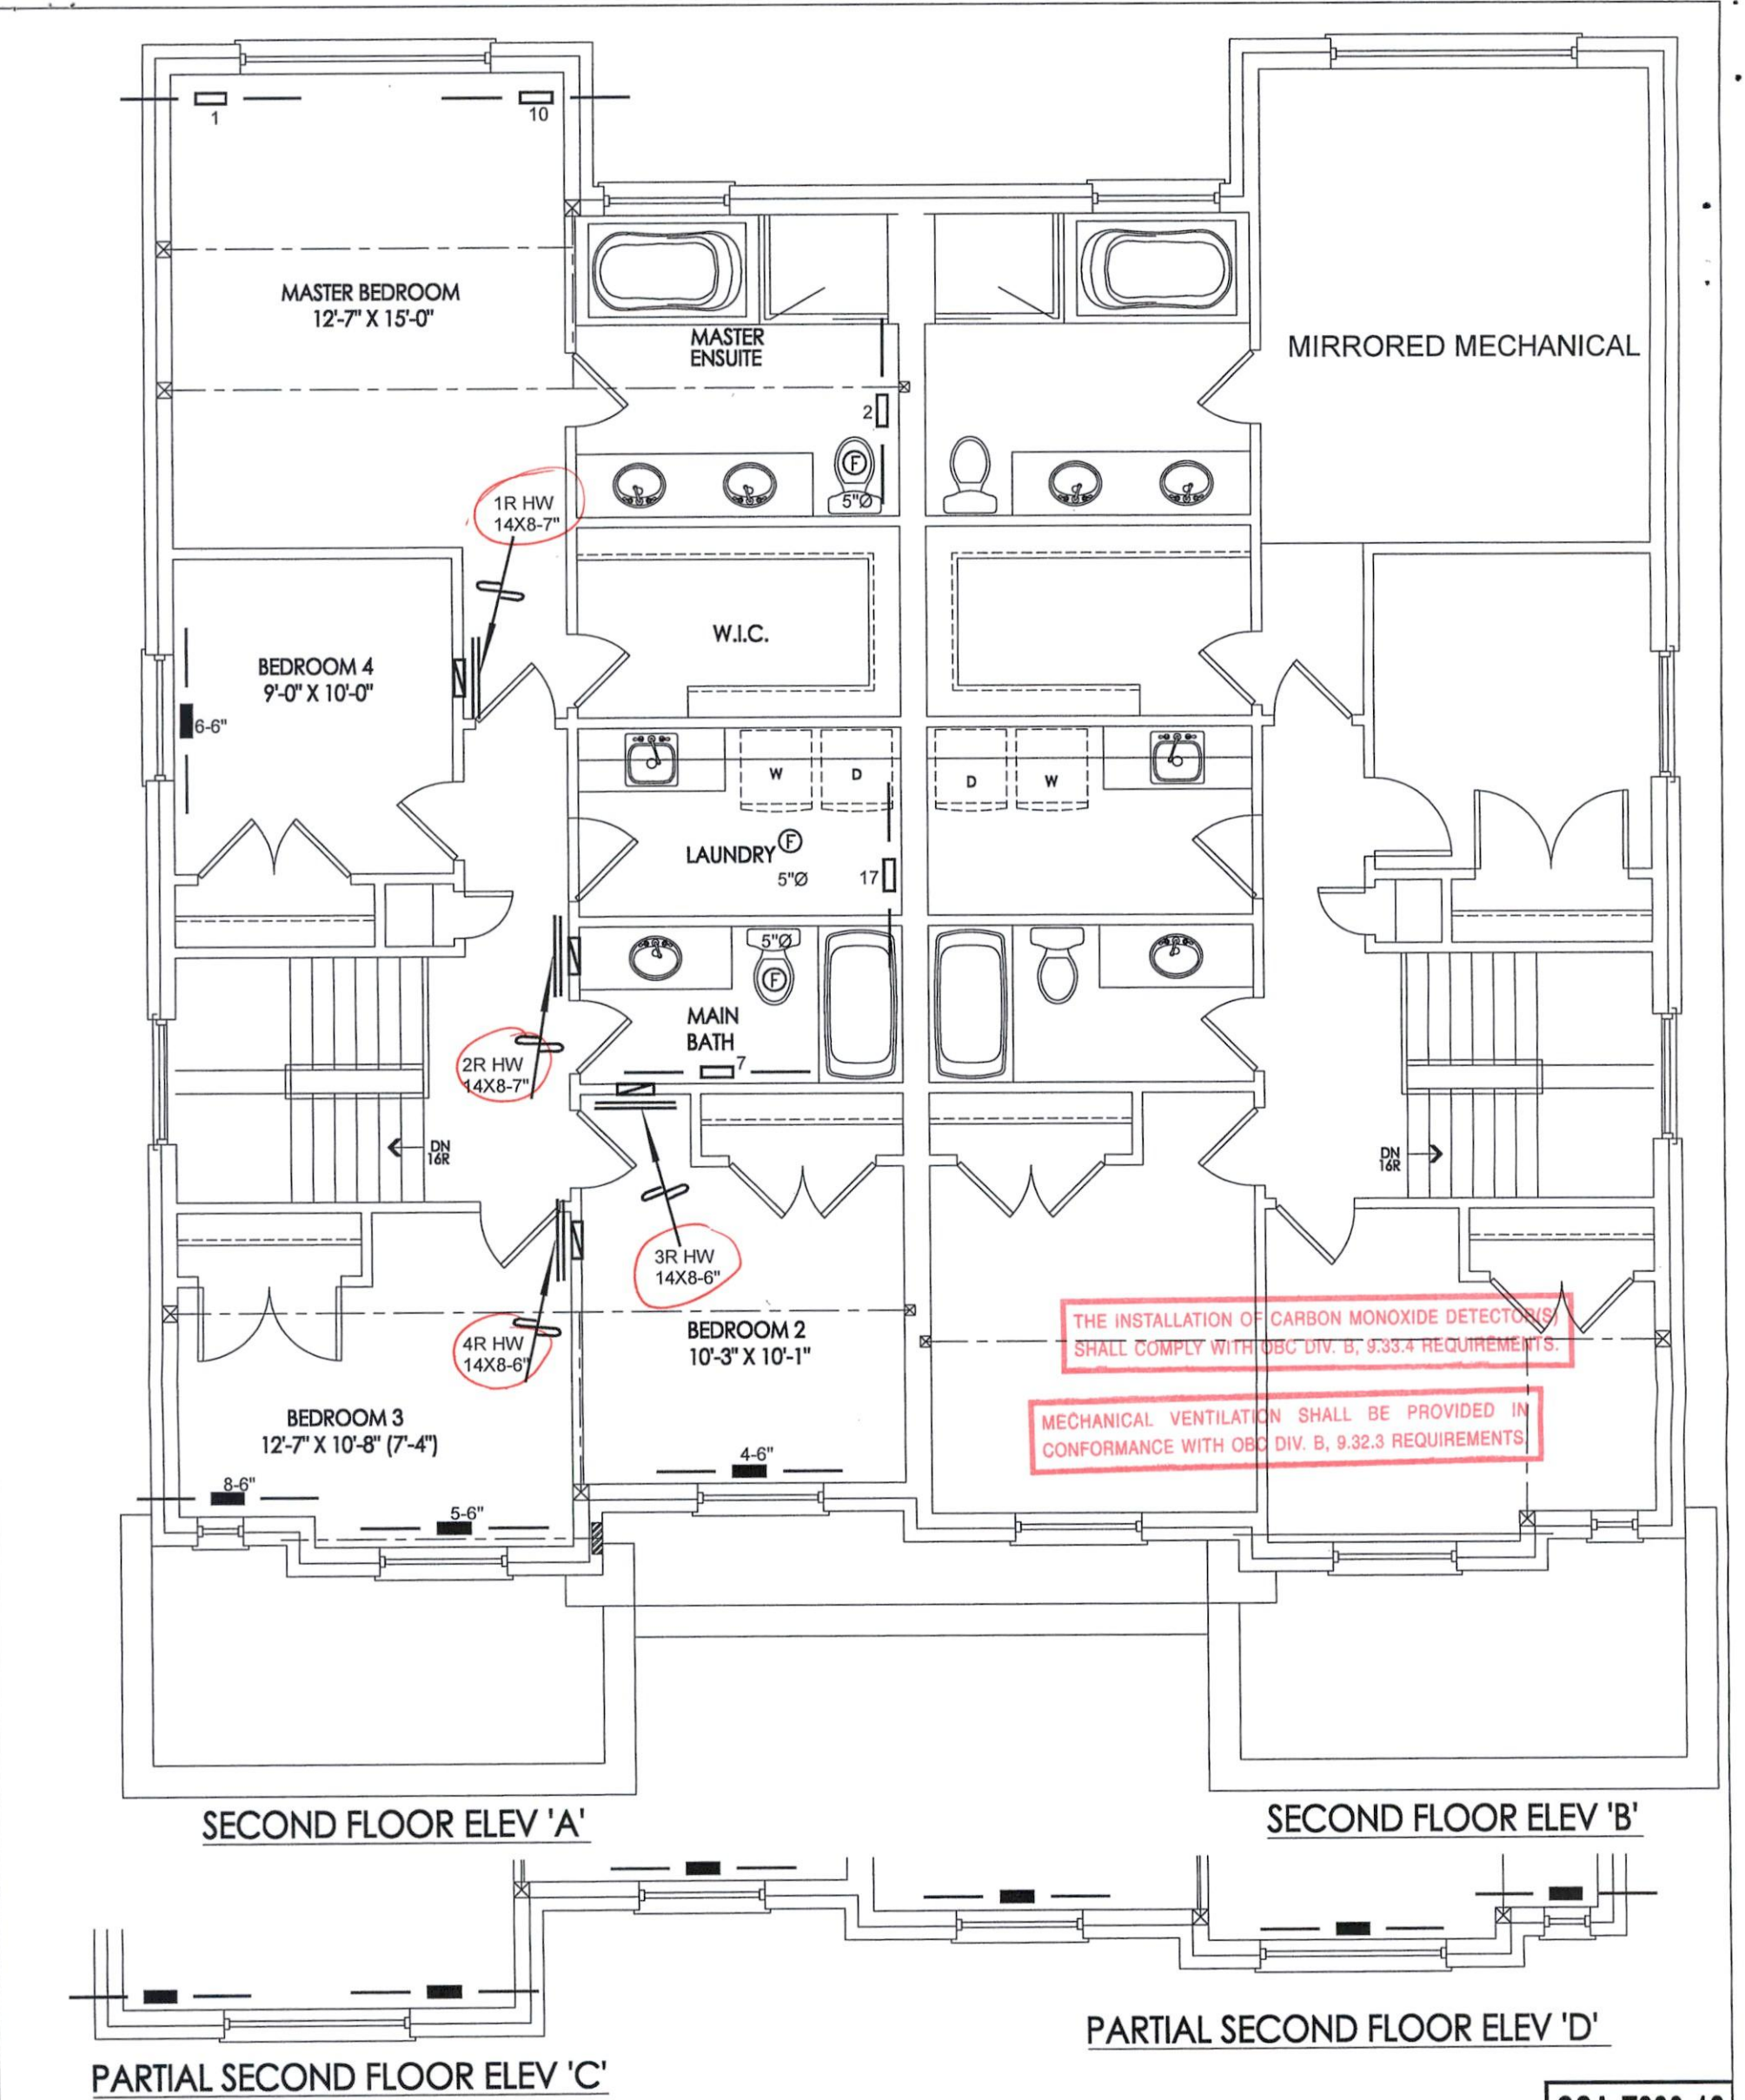 1
10
MASTER BEDROOM
12'-7" X 15'-0"
MASTER
ENSUITE
MIRRORED MECHANICAL
2
F
5"Ø
1R HW
14X8-7"
W.I.C.
BEDROOM 4
9'-0" X 10'-0"
6-6"
W
D
D
W
LAUNDRY
F
5"Ø
17
5"Ø
F
MAIN
BATH
7
2R HW
14X8-7"
DN
16R
DN
16R
3R HW
14X8-6"
4R HW
14X8-6"
BEDROOM 2
10'-3" X 10'-1"
THE INSTALLATION OF CARBON MONOXIDE DETECTOR(S)
SHALL COMPLY WITH OBC DIV. B, 9.33.4 REQUIREMENTS.
MECHANICAL VENTILATION SHALL BE PROVIDED IN
CONFORMANCE WITH OBC DIV. B, 9.32.3 REQUIREMENTS.
BEDROOM 3
12'-7" X 10'-8" (7'-4")
4-6"
8-6"
5-6"
SECOND FLOOR ELEV 'A'
SECOND FLOOR ELEV 'B'
PARTIAL SECOND FLOOR ELEV 'D'
PARTIAL SECOND FLOOR ELEV 'C'